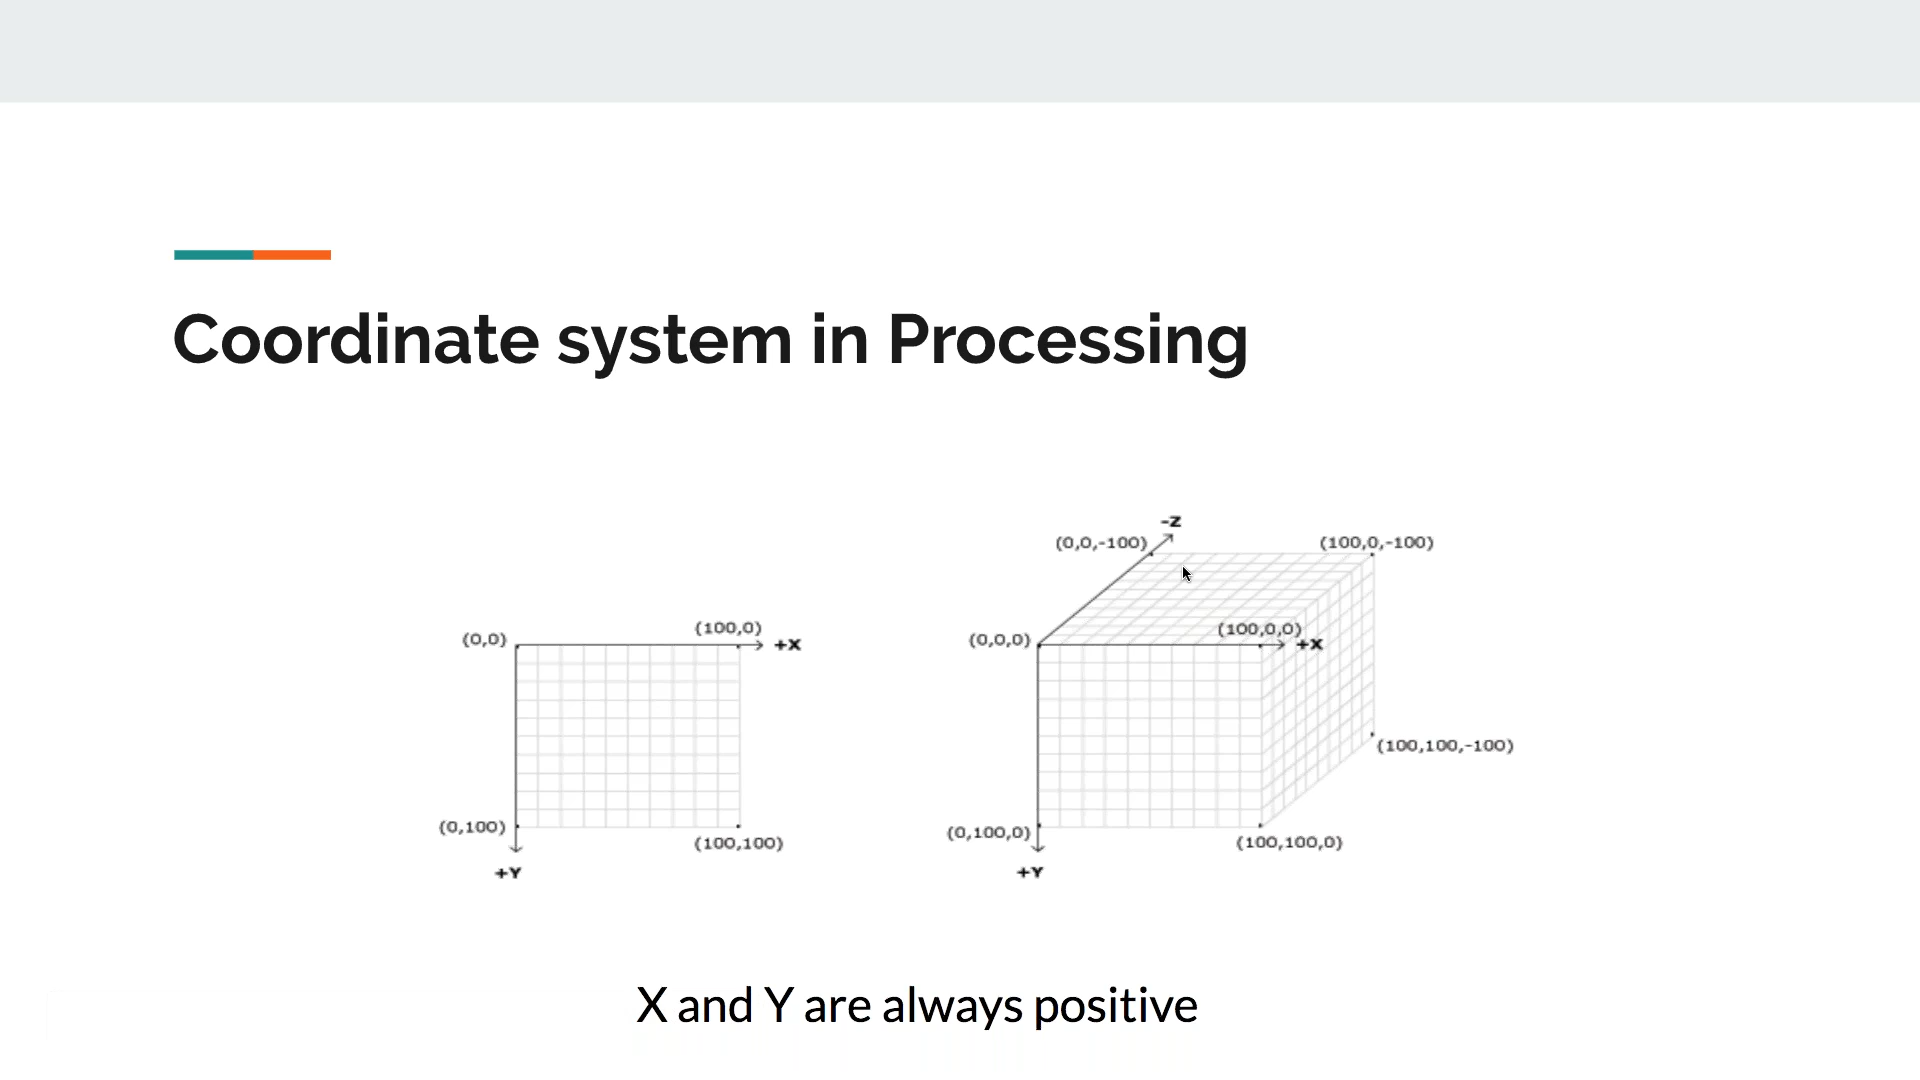 Coordinate system in Processing
-Z
(0,0,-100)
(100,0,-100)
(0,0)
(100,0)
+X
(0,0,0)
(100,0,0)
+X
(100,100,-100)
(0,100)
(100,100)
+Y
(0,100,0)
(100,100,0)
+Y
X and Y are always positive